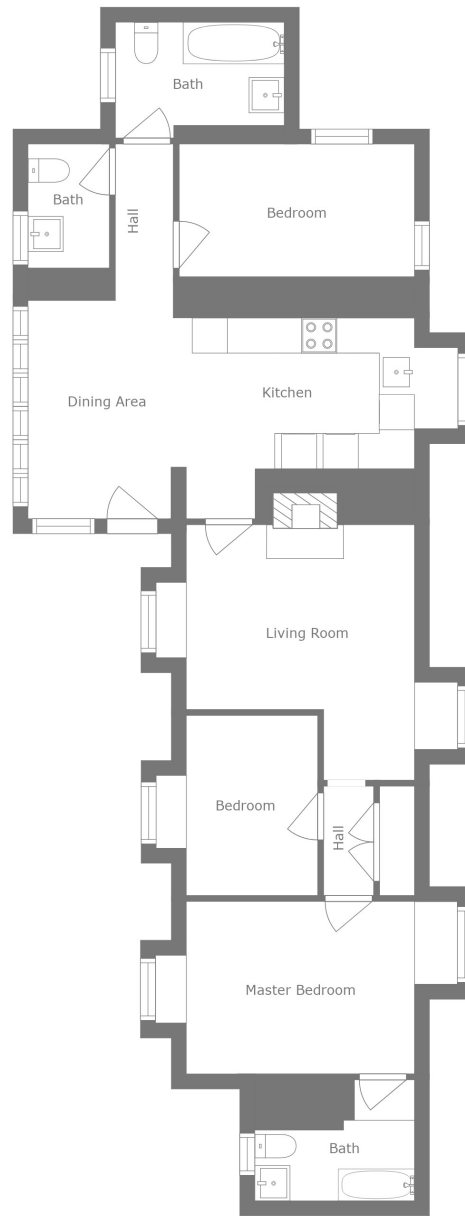 Bath
Bath
Hall
Bedroom
Dining Area
Kitchen
Living Room
Bedroom
Hall
Master Bedroom
Bath